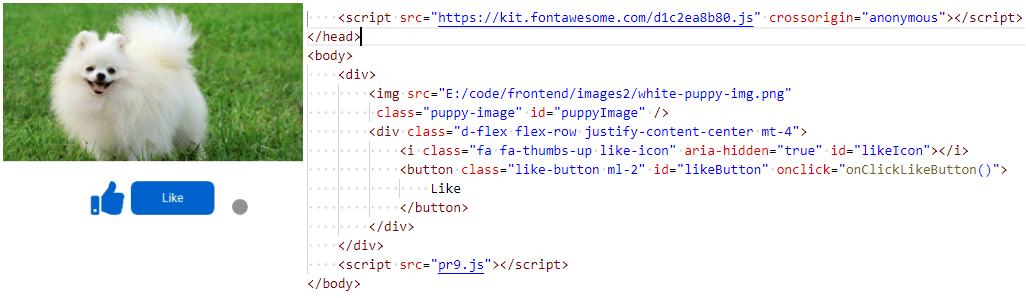 <script src="https://kit.fontawesome.com/d1c2ea8b80.js" crossorigin="anonymous"></script>
</head>
<body>
<div>
<img src="E:/code/frontend/images2/white-puppy-img.png"
class="puppy-image" id="puppyImage" />
<div class="d-flex flex-row justify-content-center mt-4">
<i class="fa fa-thumbs-up like-icon" aria-hidden="true" id="likeIcon"></i>
<button class="like-button ml-2" id="likeButton" onclick="onClickLikeButton()">
Like
</button>
</div>
</div>
<script src="pr9.js"></script>
</body>
Like